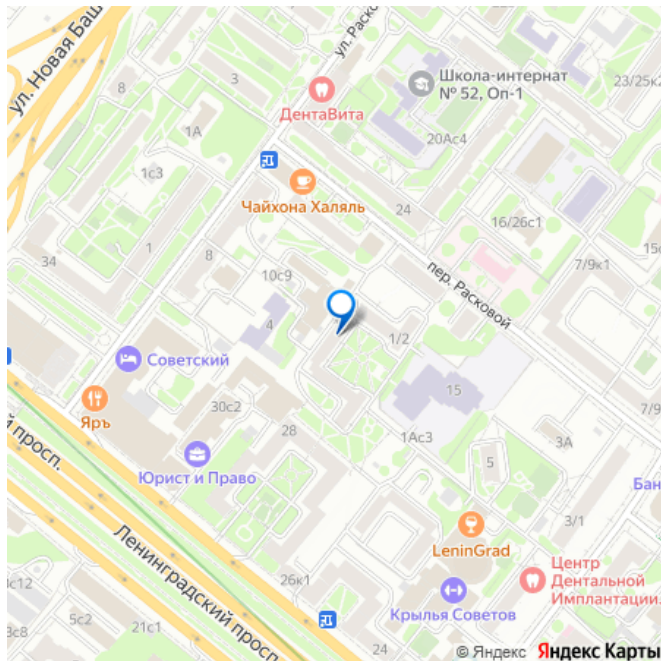 ул. Новая Баш
ул. Раско
8
3
ДентаВита
Школа-интернат
№ 52, Оп-1
23/25к2
1А
20Ас4
1с3
Чайхона Халяль
24
16/26с1
15с
34
1
8
10с9
пер. Расковой
7/9к1
4
1/2
Советский
15
Яръ
30с2
28
1Ас3
3А
7/9
й просп.
Юрист и Право
5
Бан
LeninGrad
3/1
Ленинградский просп.
26к1
Центр
Дентальной
Имплантации.
3с12
5с2
21с1
3с8
Крылья Советов
24
© Яндекс Яндекс Карты